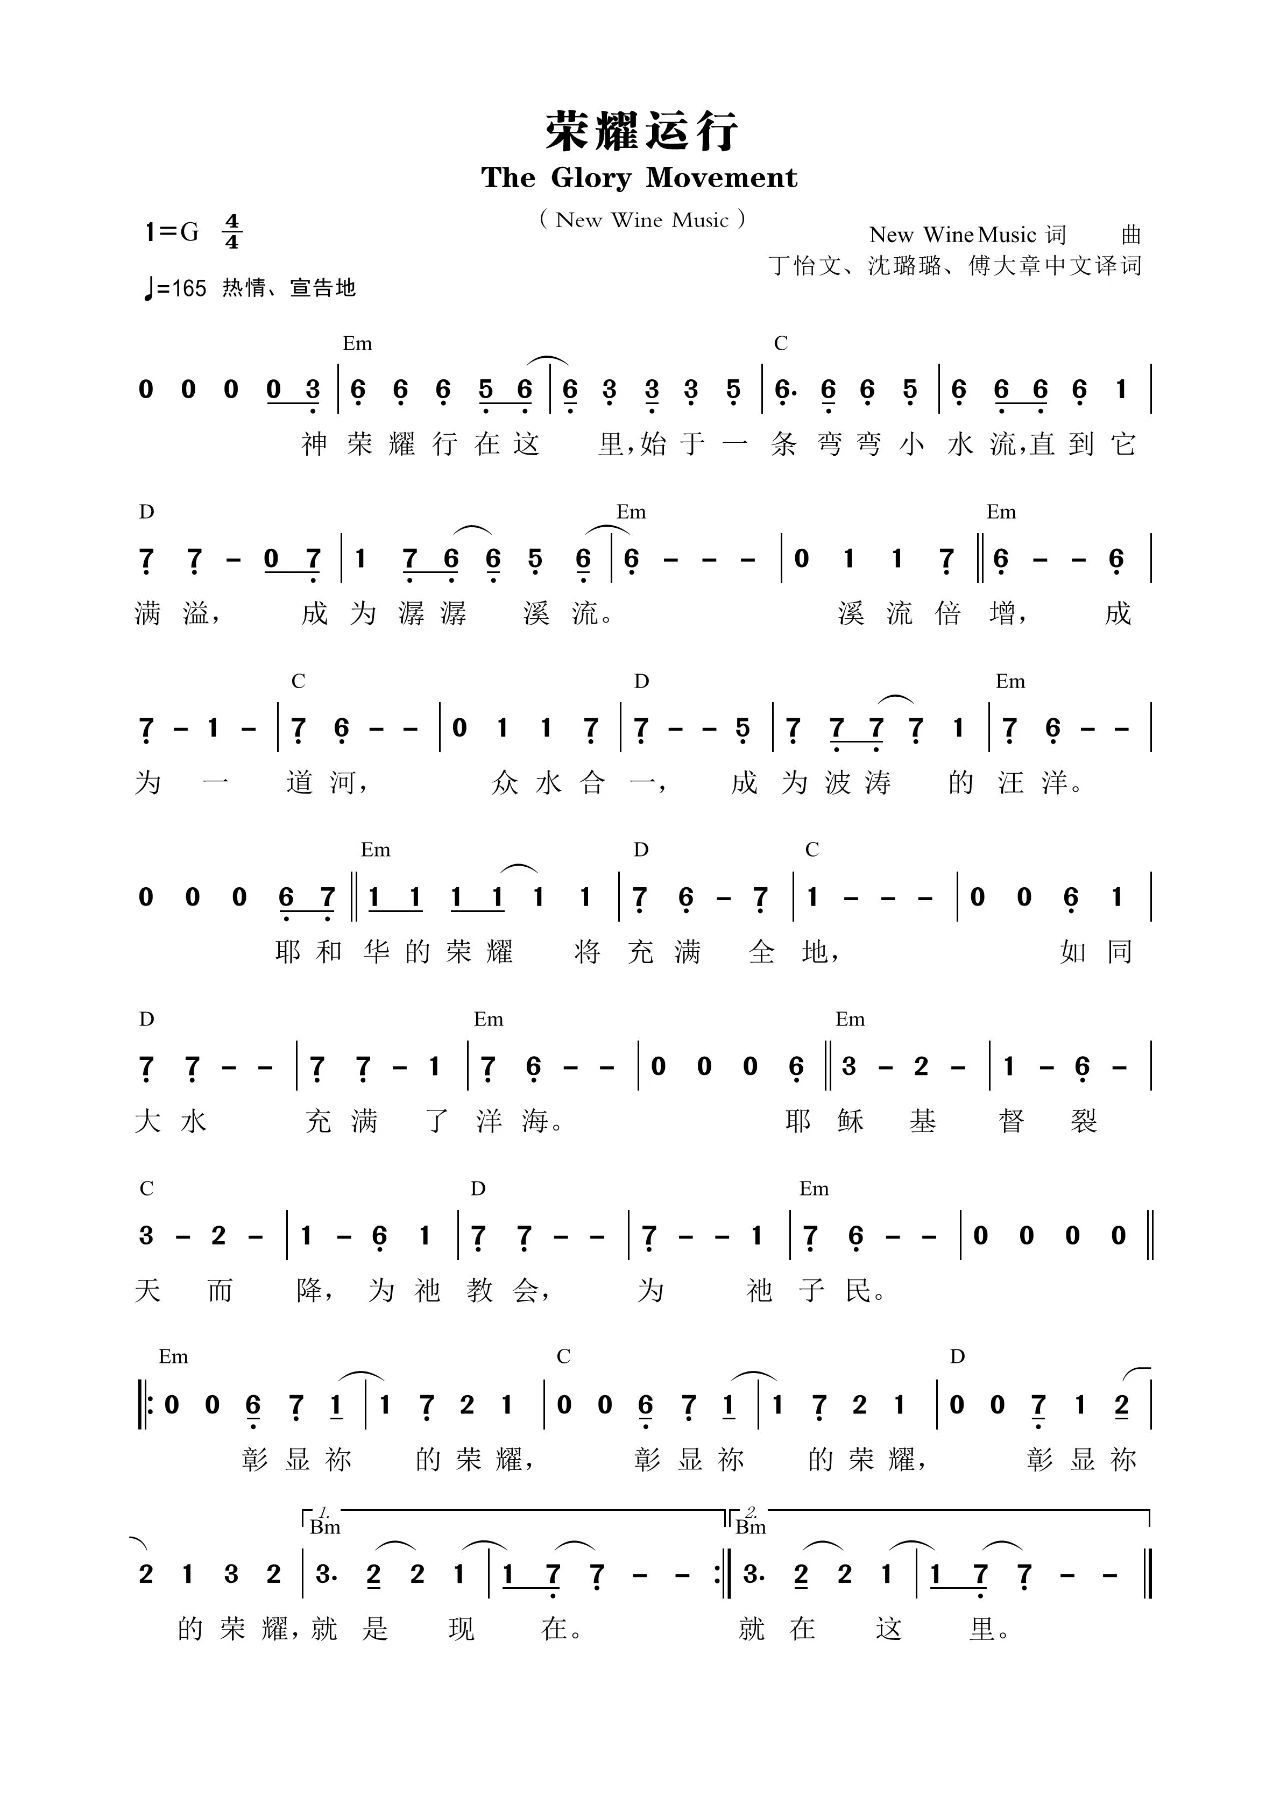 荣耀运行
The Glory Movement
（New Wine Music）
1=G 4/4
New Wine Music 词 曲
丁怡文、沈璐璐、傅大章中文译词
♩=165 热情、宣告地
Em C
0 0 0 0 3 | 6 6 6 5 6 | 6 3 3 3 5 | 6. 6 6 5 | 6 6 6 6 1 |
神 荣 耀 行 在 这 里,始 于 一 条 弯 弯 小 水 流,直 到 它
D Em Em
7 7 - 0 7 | 1 7 6 6 5 6 | 6 - - - | 0 1 1 7 || 6 - - 6 |
满 溢, 成 为 潺 潺 溪 流。 溪 流 倍 增, 成
C D Em
7 - 1 - | 7 6 - - | 0 1 1 7 | 7 - - 5 | 7 7 7 7 1 | 7 6 - - |
为 一 道 河, 众 水 合 一, 成 为 波 涛 的 汪 洋。
Em D C
0 0 0 6 7 || 1 1 1 1 1 1 | 7 6 - 7 | 1 - - - | 0 0 6 1 |
耶 和 华 的 荣 耀 将 充 满 全 地, 如 同
D Em Em
7 7 - - | 7 7 - 1 | 7 6 - - | 0 0 0 6 || 3 - 2 - | 1 - 6 - |
大 水 充 满 了 洋 海。 耶 稣 基 督 裂
C D Em
3 - 2 - | 1 - 6 1 | 7 7 - - | 7 - - 1 | 7 6 - - | 0 0 0 0 ||
天 而 降, 为 祂 教 会, 为 祂 子 民。
Em C D
||: 0 0 6 7 1 | 1 7 2 1 | 0 0 6 7 1 | 1 7 2 1 | 0 0 7 1 2 |
彰 显 祢 的 荣 耀, 彰 显 祢 的 荣 耀, 彰 显 祢
1. 2.
Bm Bm
2 1 3 2 | 3. 2 2 1 | 1 7 7 - - :|| 3. 2 2 1 | 1 7 7 - - ||
的 荣 耀,就 是 现 在。 就 在 这 里。